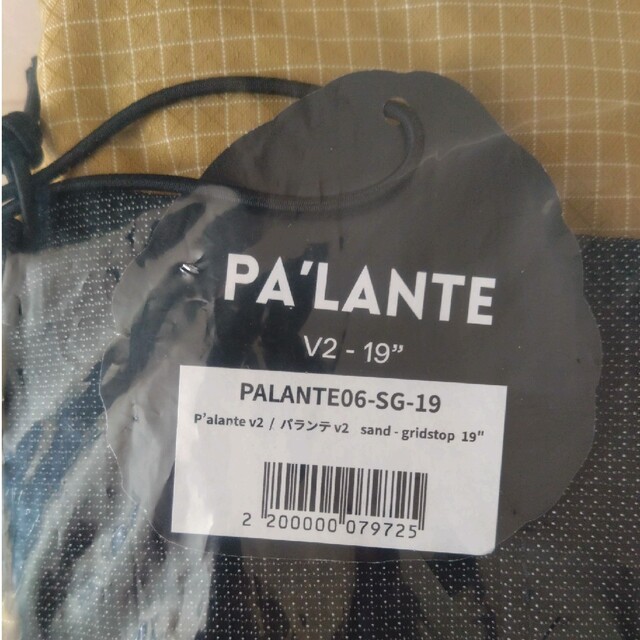 PA'LANTE
V2 - 19”
PALANTE06-SG-19
P'alante v2 / パランテ v2 sand - gridstop 19"
2 200000 079725